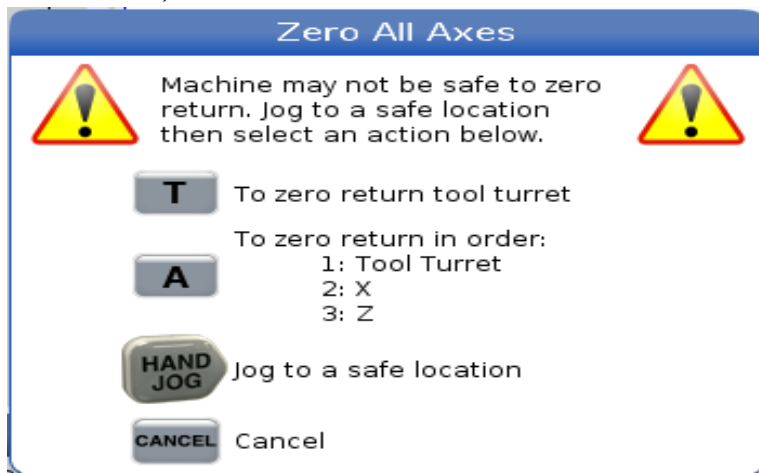 Zero All Axes
Machine may not be safe to zero
return. Jog to a safe location
then select an action below.
T To zero return tool turret
To zero return in order:
A
1: Tool Turret
2: X
3: Z
HAND JOG Jog to a safe location
CANCEL Cancel